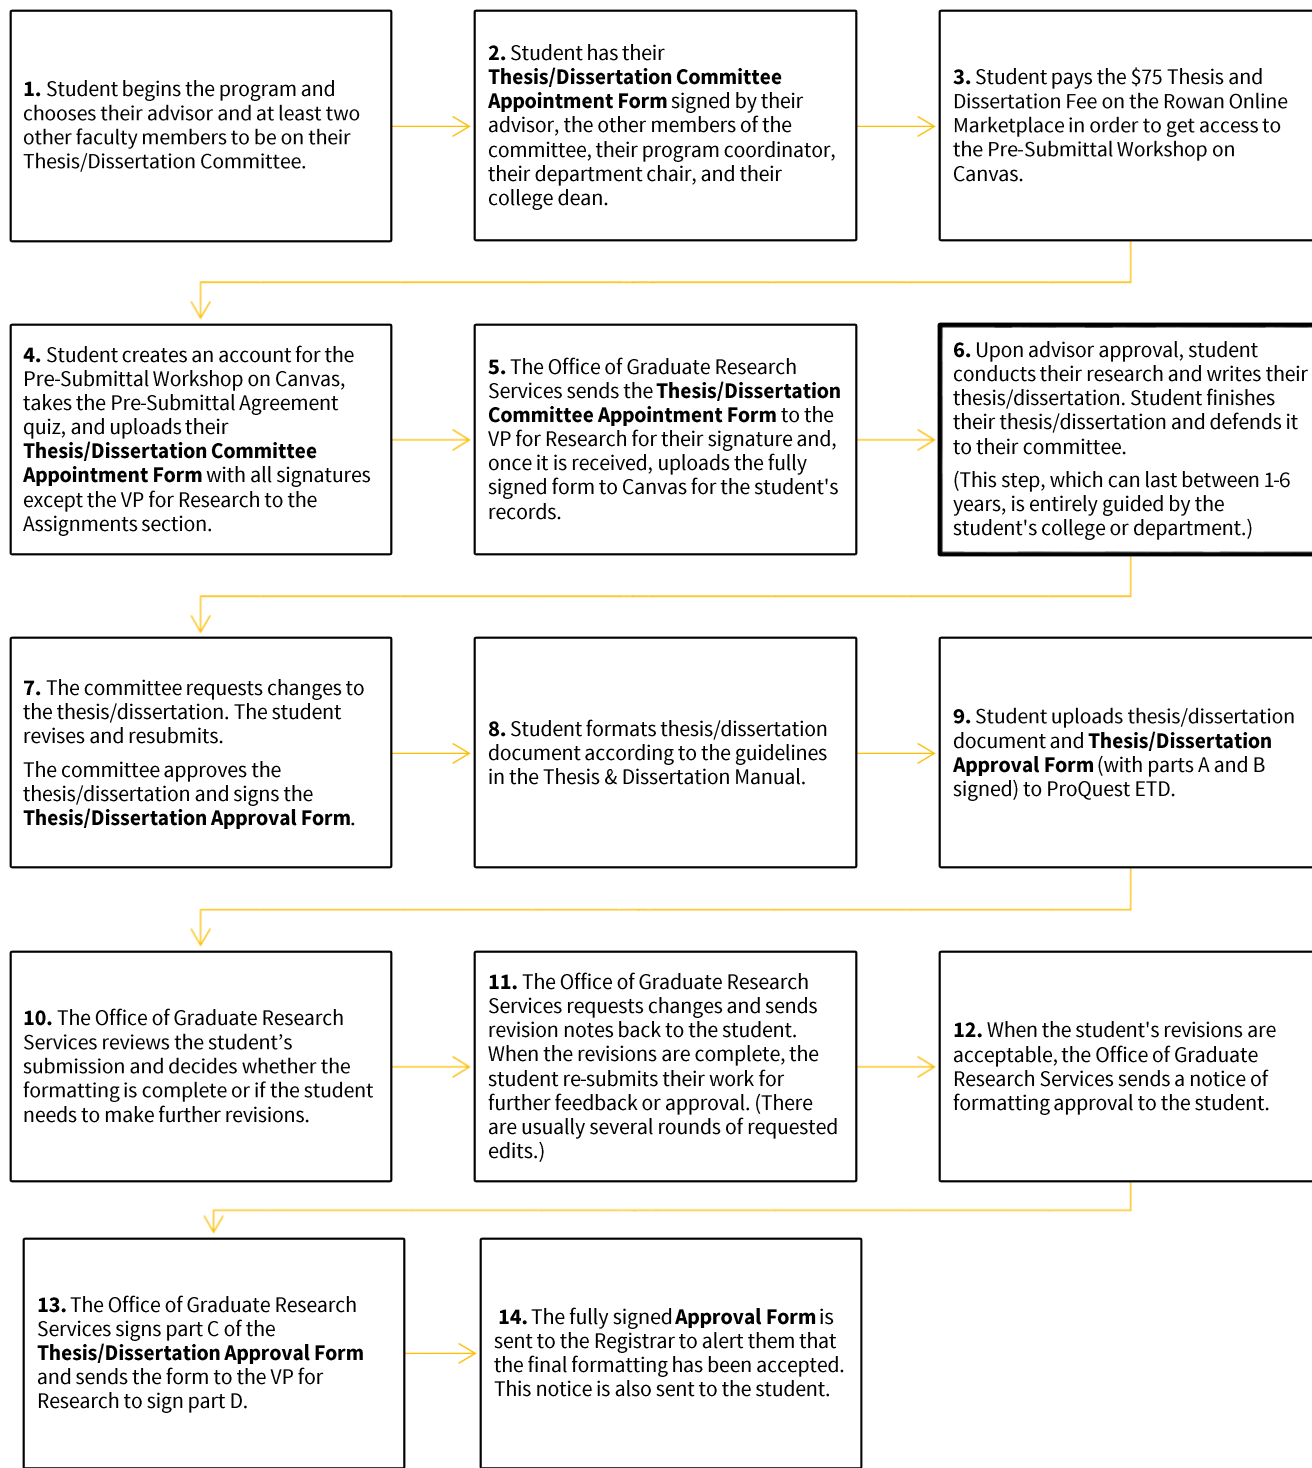 1. Student begins the program and
chooses their advisor and at least two
other faculty members to be on their
Thesis/Dissertation Committee.
2. Student has their
Thesis/Dissertation Committee
Appointment Form signed by their
advisor, the other members of the
committee, their program coordinator,
their department chair, and their
college dean.
3. Student pays the $75 Thesis and
Dissertation Fee on the Rowan Online
Marketplace in order to get access to
the Pre-Submittal Workshop on
Canvas.
4. Student creates an account for the
Pre-Submittal Workshop on Canvas,
takes the Pre-Submittal Agreement
quiz, and uploads their
Thesis/Dissertation Committee
Appointment Form with all signatures
except the VP for Research to the
Assignments section.
5. The Office of Graduate Research
Services sends the Thesis/Dissertation
Committee Appointment Form to the
VP for Research for their signature and,
once it is received, uploads the fully
signed form to Canvas for the student's
records.
6. Upon advisor approval, student
conducts their research and writes their
thesis/dissertation. Student finishes
their thesis/dissertation and defends it
to their committee.
(This step, which can last between 1-6
years, is entirely guided by the
student's college or department.)
7. The committee requests changes to
the thesis/dissertation. The student
revises and resubmits.
The committee approves the
thesis/dissertation and signs the
Thesis/Dissertation Approval Form.
8. Student formats thesis/dissertation
document according to the guidelines
in the Thesis & Dissertation Manual.
9. Student uploads thesis/dissertation
document and Thesis/Dissertation
Approval Form (with parts A and B
signed) to ProQuest ETD.
10. The Office of Graduate Research
Services reviews the student’s
submission and decides whether the
formatting is complete or if the student
needs to make further revisions.
11. The Office of Graduate Research
Services requests changes and sends
revision notes back to the student.
When the revisions are complete, the
student re-submits their work for
further feedback or approval. (There
are usually several rounds of requested
edits.)
12. When the student's revisions are
acceptable, the Office of Graduate
Research Services sends a notice of
formatting approval to the student.
13. The Office of Graduate Research
Services signs part C of the
Thesis/Dissertation Approval Form
and sends the form to the VP for
Research to sign part D.
14. The fully signed Approval Form is
sent to the Registrar to alert them that
the final formatting has been accepted.
This notice is also sent to the student.